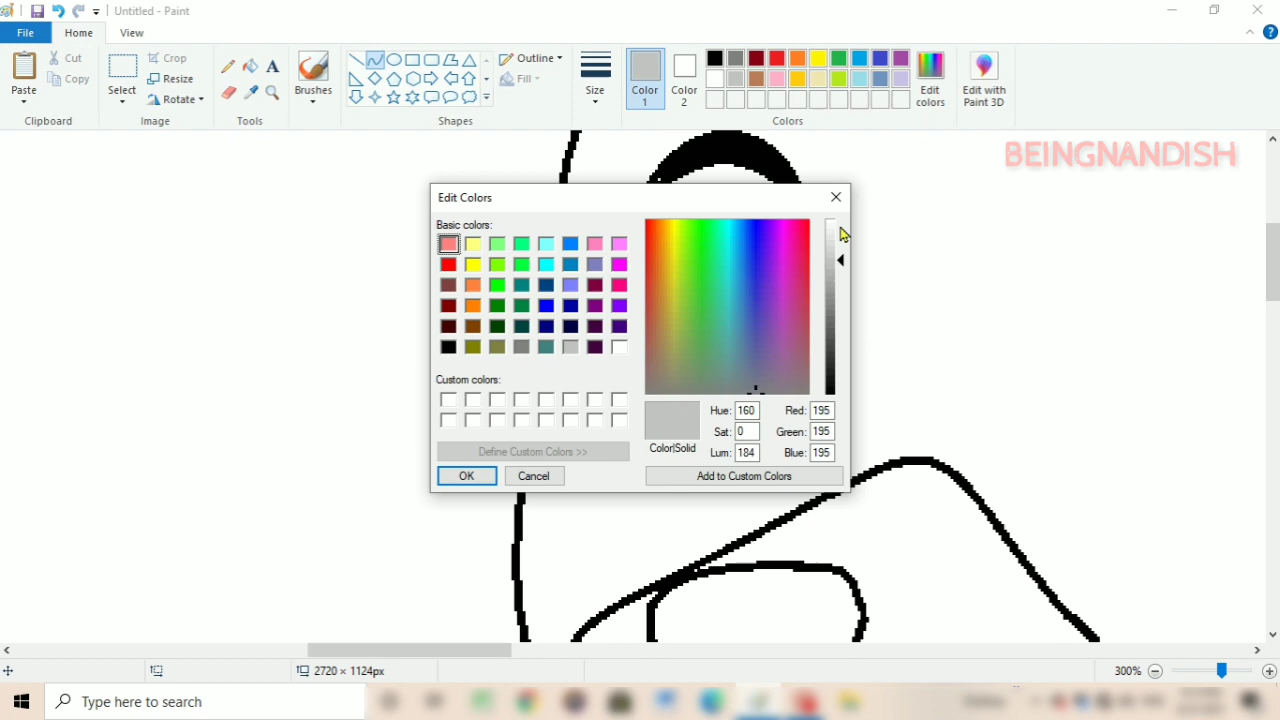 Untitled - Paint
File
Home
View
Paste
Cut
Copy
Clipboard
Select
Crop
Resize
Rotate
Image
A
Tools
Brushes
Outline
Fill
Shapes
Size
Color 1
Color 2
Edit colors
Colors
Edit with Paint 3D
BEINGNANDISH
Edit Colors
Basic colors:
Custom colors:
Define Custom Colors >>
OK
Cancel
Color|Solid
Hue: 160
Sat: 0
Lum: 184
Red: 195
Green: 195
Blue: 195
Add to Custom Colors
2720 × 1124px
300%
Type here to search